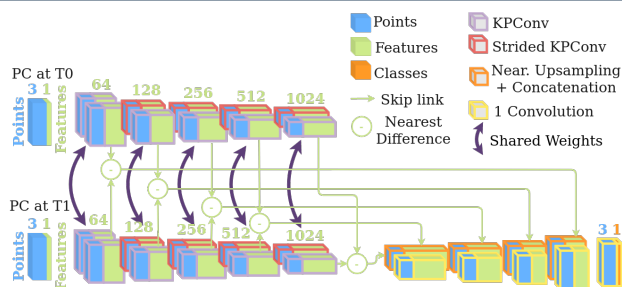 Points
Features
Classes
Skip link
Nearest
Difference
KPConv
Strided KPConv
Near. Upsampling
+ Concatenation
1 Convolution
Shared Weights
PC at T0
3 1
Points
Features
64
128
256
512
1024
-
-
-
-
-
PC at T1
3 1
Points
Features
64
128
256
512
1024
3 1